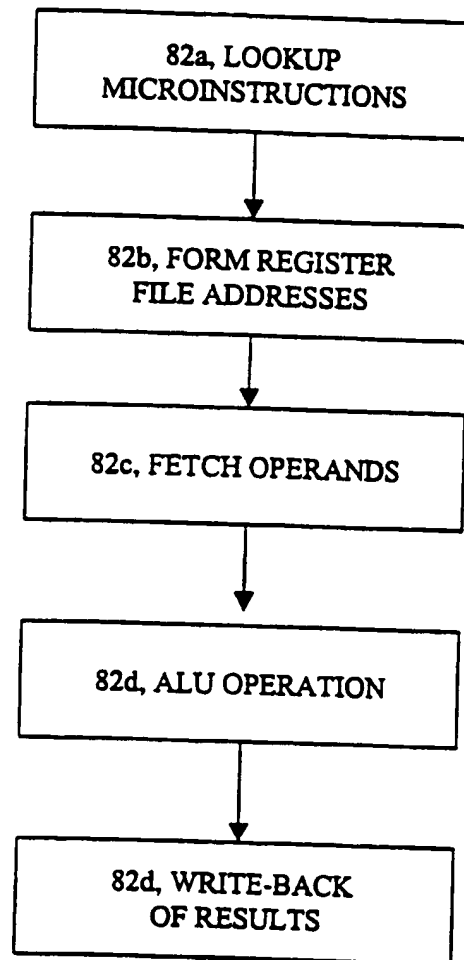 82a, LOOKUP
MICROINSTRUCTIONS
82b, FORM REGISTER
FILE ADDRESSES
82c, FETCH OPERANDS
82d, ALU OPERATION
82d, WRITE-BACK
OF RESULTS